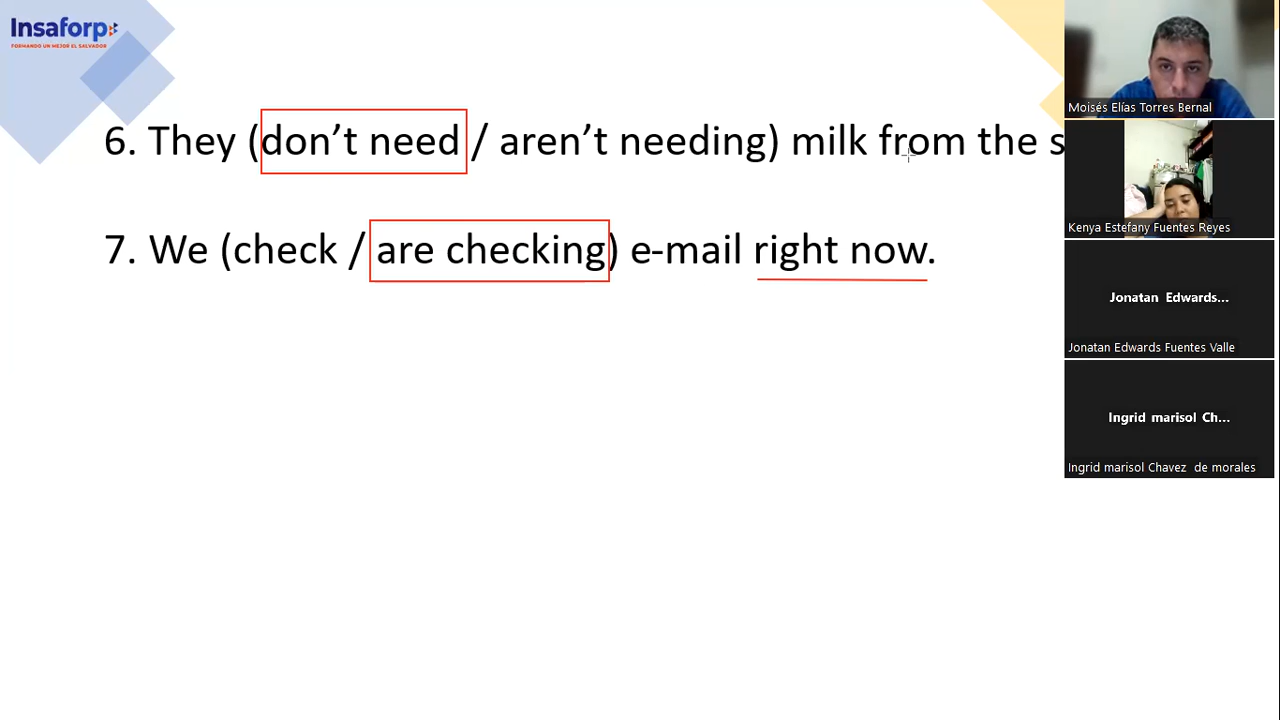 Insaforp
FORMANDO UN MEJOR EL SALVADOR
6. They (don't need / aren't needing) milk from the s
7. We (check / are checking) e-mail right now.
Moisés Elías Torres Bernal
Kenya Estefany Fuentes Reyes
Jonatan Edwards...
Jonatan Edwards Fuentes Valle
Ingrid marisol Ch...
Ingrid marisol Chavez de morales